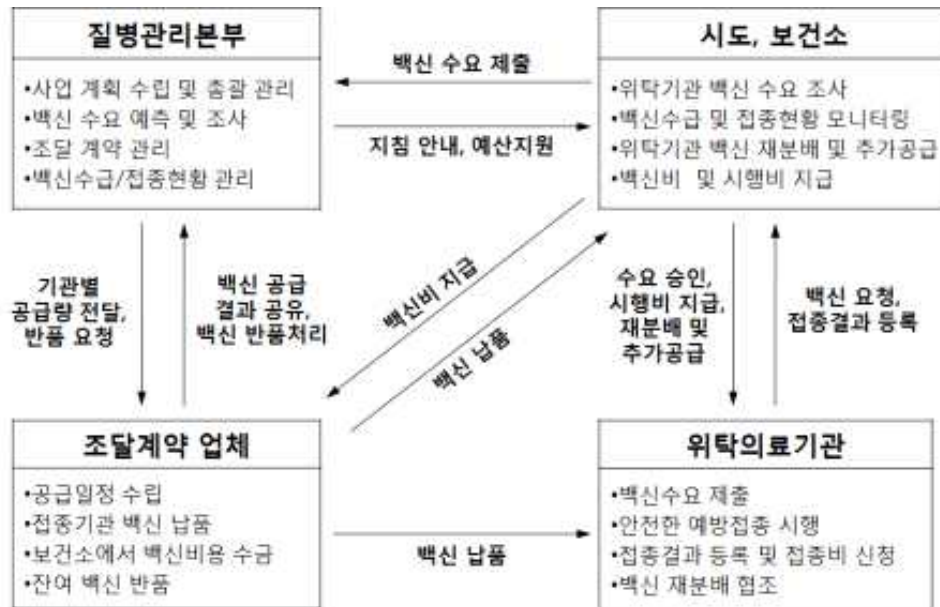 질병관리본부
•사업 계획 수립 및 총괄 관리
•백신 수요 예측 및 조사
•조달 계약 관리
•백신수급/접종현황 관리
백신 수요 제출
지침 안내, 예산지원
시도, 보건소
•위탁기관 백신 수요 조사
•백신수급 및 접종현황 모니터링
•위탁기관 백신 재분배 및 추가공급
•백신비 및 시행비 지급
기관별
공급량 전달,
반품 요청
백신 공급
결과 공유,
백신 반품처리
백신비 지급
백신 납품
수요 승인,
시행비 지급,
재분배 및
추가공급
백신 요청,
접종결과 등록
조달계약 업체
•공급일정 수립
•접종기관 백신 납품
•보건소에서 백신비용 수금
•잔여 백신 반품
백신 납품
위탁의료기관
•백신수요 제출
•안전한 예방접종 시행
•접종결과 등록 및 접종비 신청
•백신 재분배 협조